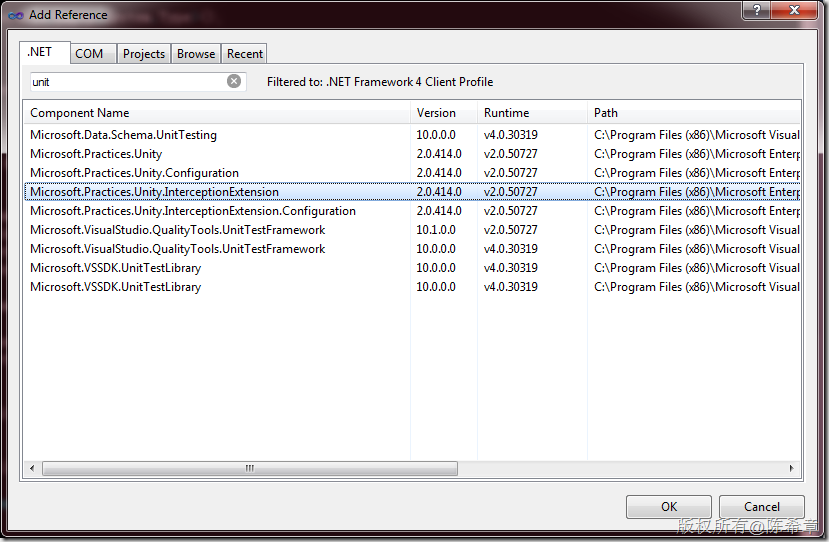 Add Reference
.NET COM Projects Browse Recent
unit Filtered to: .NET Framework 4 Client Profile
Component Name Version Runtime Path
Microsoft.Data.Schema.UnitTesting 10.0.0.0 v4.0.30319 C:\Program Files (x86)\Microsoft Visual
Microsoft.Practices.Unity 2.0.414.0 v2.0.50727 C:\Program Files (x86)\Microsoft Enterp
Microsoft.Practices.Unity.Configuration 2.0.414.0 v2.0.50727 C:\Program Files (x86)\Microsoft Enterp
Microsoft.Practices.Unity.InterceptionExtension 2.0.414.0 v2.0.50727 C:\Program Files (x86)\Microsoft Enterp
Microsoft.Practices.Unity.InterceptionExtension.Configuration 2.0.414.0 v2.0.50727 C:\Program Files (x86)\Microsoft Enterp
Microsoft.VisualStudio.QualityTools.UnitTestFramework 10.1.0.0 v2.0.50727 C:\Program Files (x86)\Microsoft Visual
Microsoft.VisualStudio.QualityTools.UnitTestFramework 10.0.0.0 v4.0.30319 C:\Program Files (x86)\Microsoft Visual
Microsoft.VSSDK.UnitTestLibrary 10.0.0.0 v4.0.30319 C:\Program Files (x86)\Microsoft Visual
Microsoft.VSSDK.UnitTestLibrary 10.0.0.0 v4.0.30319 C:\Program Files (x86)\Microsoft Visual
OK Cancel
版权所有@陈希章